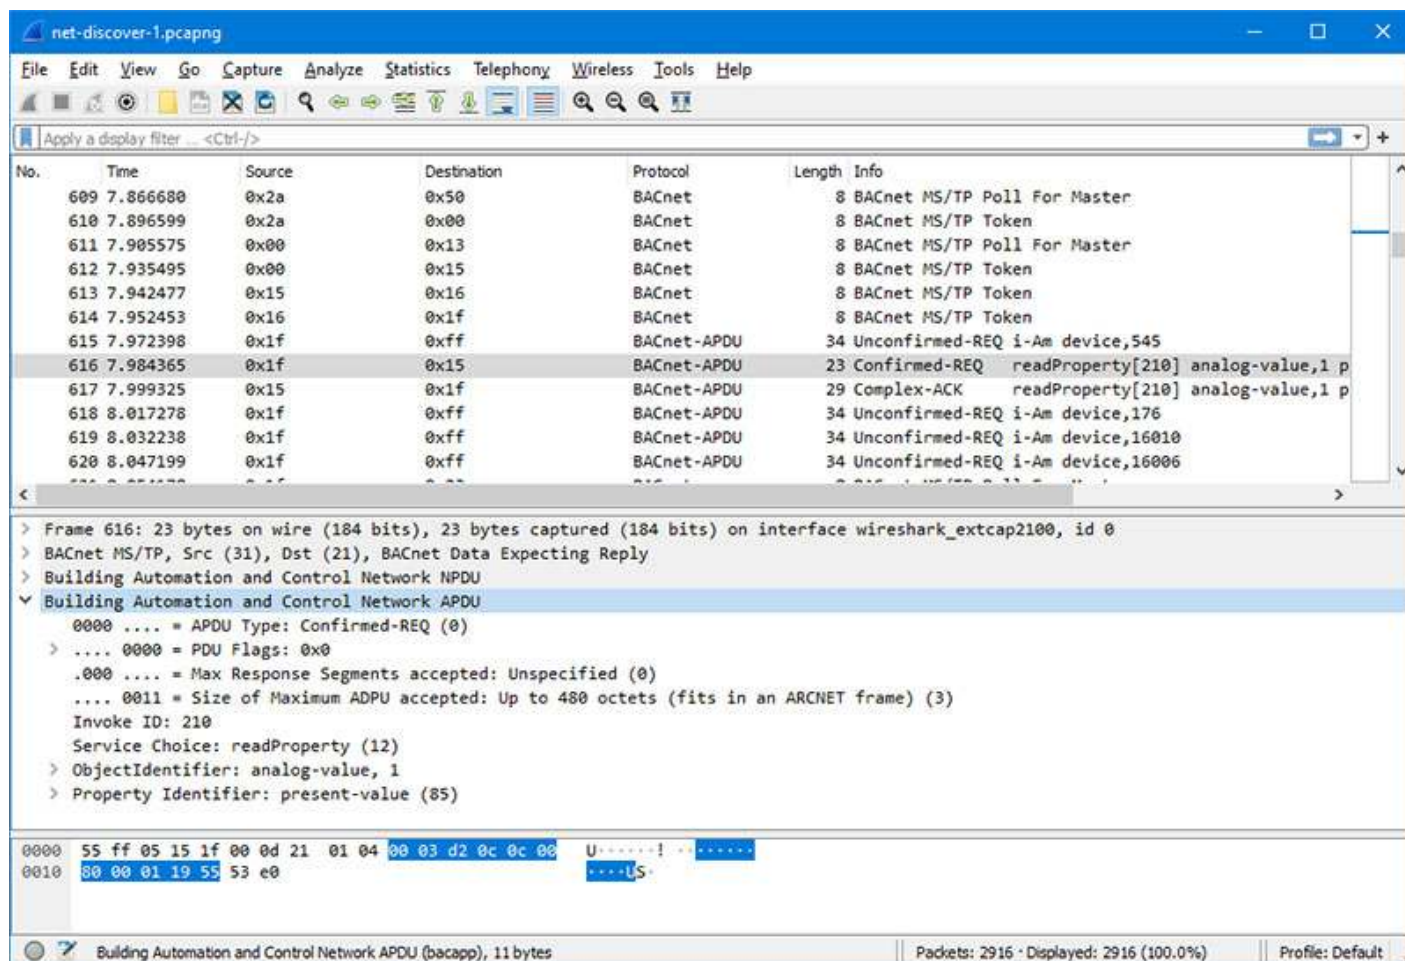 net-discover-1.pcapng
File Edit View Go Capture Analyze Statistics Telephony Wireless Tools Help
Apply a display filter ... <Ctrl-/>
No. Time Source Destination Protocol Length Info
609 7.866680 0x2a 0x50 BACnet 8 BACnet MS/TP Poll For Master
610 7.896599 0x2a 0x00 BACnet 8 BACnet MS/TP Token
611 7.905575 0x00 0x13 BACnet 8 BACnet MS/TP Poll For Master
612 7.935495 0x00 0x15 BACnet 8 BACnet MS/TP Token
613 7.942477 0x15 0x16 BACnet 8 BACnet MS/TP Token
614 7.952453 0x16 0x1f BACnet 8 BACnet MS/TP Token
615 7.972398 0x1f 0xff BACnet-APDU 34 Unconfirmed-REQ i-Am device,545
616 7.984365 0x1f 0x15 BACnet-APDU 23 Confirmed-REQ readProperty[210] analog-value,1 p
617 7.999325 0x15 0x1f BACnet-APDU 29 Complex-ACK readProperty[210] analog-value,1 p
618 8.017278 0x1f 0xff BACnet-APDU 34 Unconfirmed-REQ i-Am device,176
619 8.032238 0x1f 0xff BACnet-APDU 34 Unconfirmed-REQ i-Am device,16010
620 8.047199 0x1f 0xff BACnet-APDU 34 Unconfirmed-REQ i-Am device,16006
> Frame 616: 23 bytes on wire (184 bits), 23 bytes captured (184 bits) on interface wireshark_extcap2100, id 0
> BACnet MS/TP, Src (31), Dst (21), BACnet Data Expecting Reply
> Building Automation and Control Network NPDU
Building Automation and Control Network APDU
0000 .... = APDU Type: Confirmed-REQ (0)
> .... 0000 = PDU Flags: 0x0
.000 .... = Max Response Segments accepted: Unspecified (0)
.... 0011 = Size of Maximum ADPU accepted: Up to 480 octets (fits in an ARCNET frame) (3)
Invoke ID: 210
Service Choice: readProperty (12)
> ObjectIdentifier: analog-value, 1
> Property Identifier: present-value (85)
0000 55 ff 05 15 1f 00 0d 21 01 04 00 03 d2 0c 0c 00 U······! ········
0010 80 00 01 19 55 53 e0 ····US·
Building Automation and Control Network APDU (bacapp), 11 bytes Packets: 2916 · Displayed: 2916 (100.0%) Profile: Default